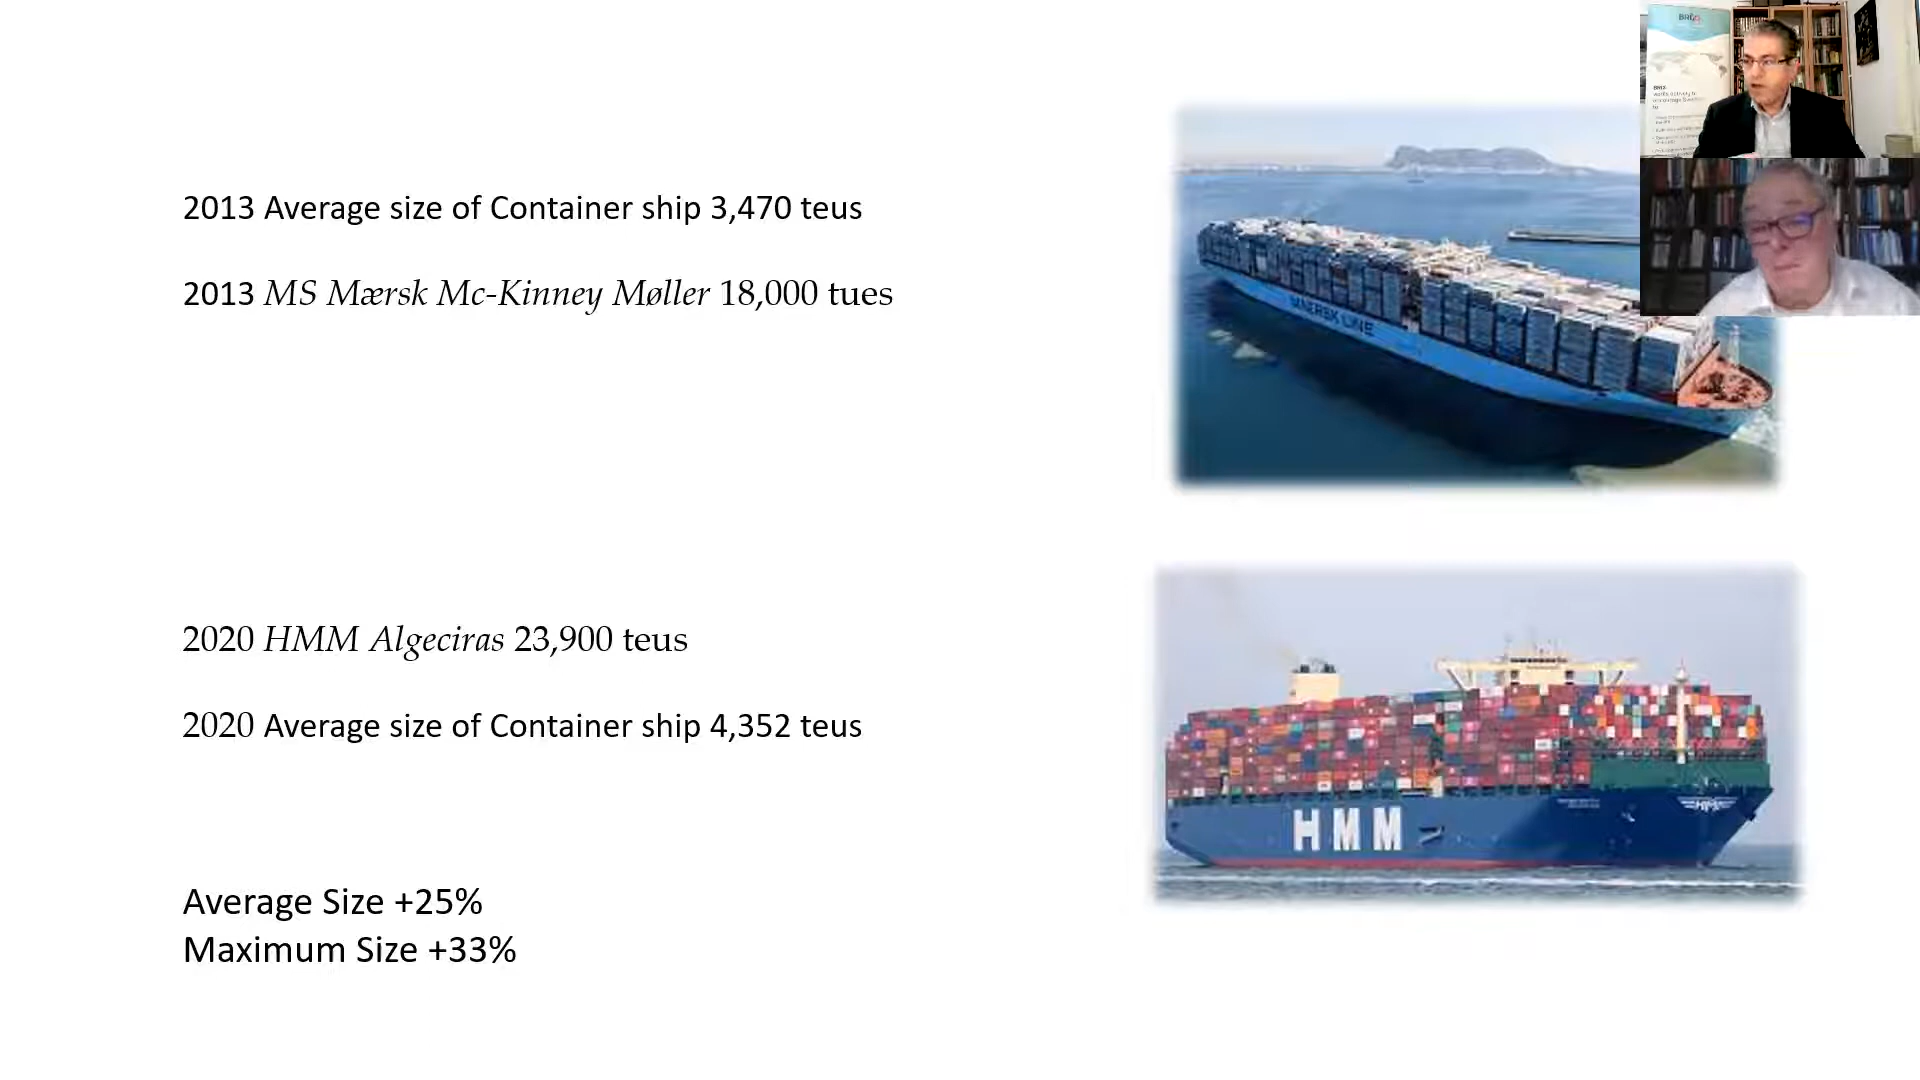 2013 Average size of Container ship 3,470 teus
2013 MS Mærsk Mc-Kinney Møller 18,000 tues
MAERSK LINE
2020 HMM Algeciras 23,900 teus
2020 Average size of Container ship 4,352 teus
HMM
Average Size +25%
Maximum Size +33%